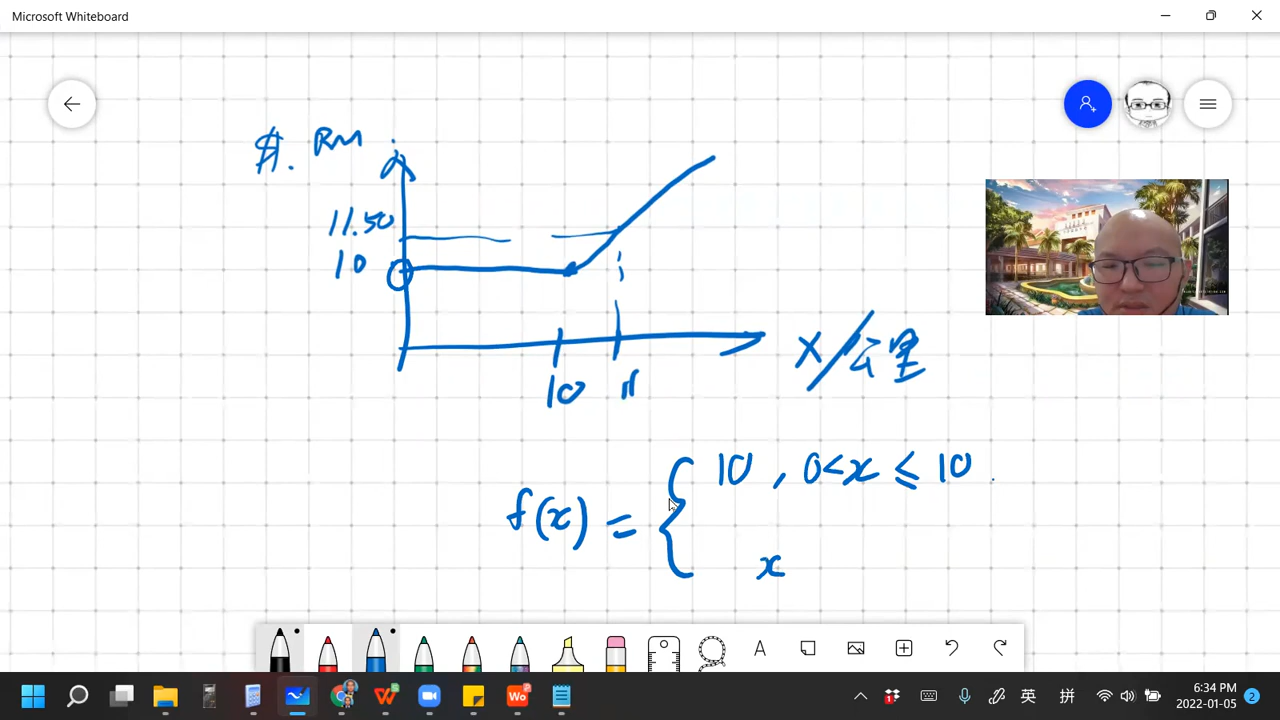 Microsoft Whiteboard
$. RM
11.50
10
10 11
x/公里
f(x) = { 10 , 0<x ≤ 10 .
x
A
英 拼
6:34 PM
2022-01-05
2